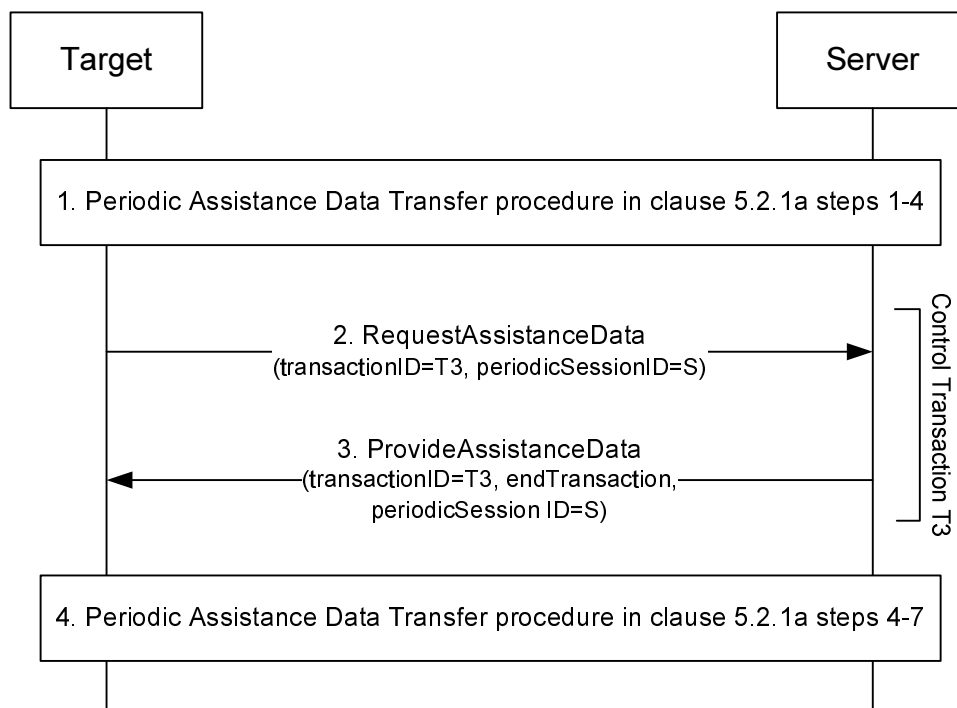 Target
Server
1. Periodic Assistance Data Transfer procedure in clause 5.2.1a steps 1-4
2. RequestAssistanceData
(transactionID=T3, periodicSessionID=S)
3. ProvideAssistanceData
(transactionID=T3, endTransaction,
periodicSession ID=S)
Control Transaction T3
4. Periodic Assistance Data Transfer procedure in clause 5.2.1a steps 4-7